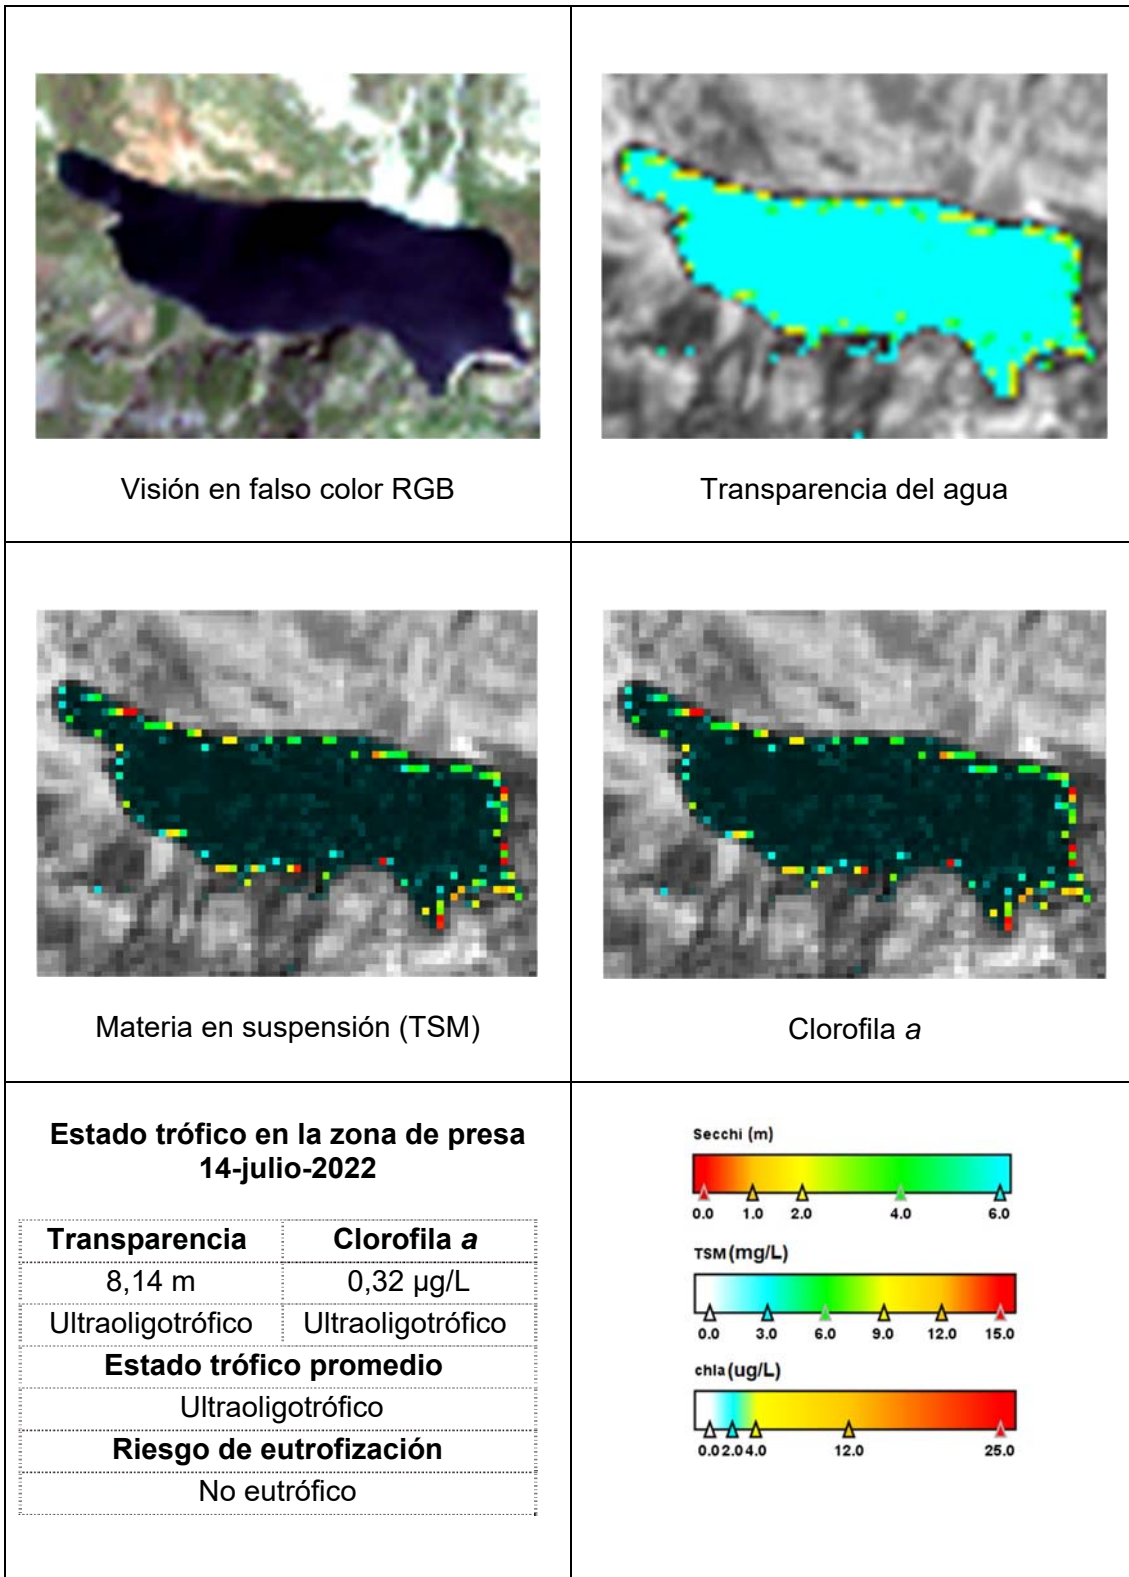 Visión en falso color RGB
Transparencia del agua
Materia en suspensión (TSM)
Clorofila a
Estado trófico en la zona de presa
14-julio-2022
Transparencia Clorofila a
8,14 m 0,32 µg/L
Ultraoligotrófico Ultraoligotrófico
Estado trófico promedio
Ultraoligotrófico
Riesgo de eutrofización
No eutrófico
Secchi (m)
0.0 1.0 2.0 4.0 6.0
TSM (mg/L)
0.0 3.0 6.0 9.0 12.0 15.0
chla (ug/L)
0.0 2.0 4.0 12.0 25.0